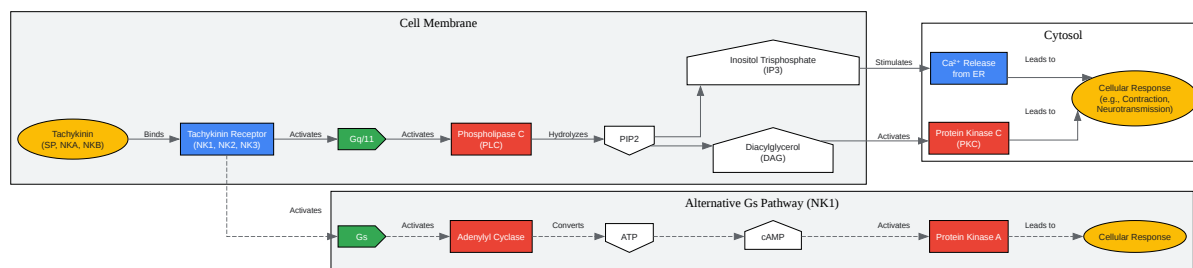 Cell Membrane
Tachykinin
(SP, NKA, NKB)
Binds
Tachykinin Receptor
(NK1, NK2, NK3)
Activates
Gq/11
Activates
Phospholipase C
(PLC)
Hydrolyzes
PIP2
Inositol Trisphosphate
(IP3)
Diacylglycerol
(DAG)
Stimulates
Activates
Cytosol
Ca²⁺ Release
from ER
Leads to
Protein Kinase C
(PKC)
Leads to
Cellular Response
(e.g., Contraction,
Neurotransmission)
Alternative Gs Pathway (NK1)
Activates
Gs
Activates
Adenylyl Cyclase
Converts
ATP
cAMP
Activates
Protein Kinase A
Leads to
Cellular Response